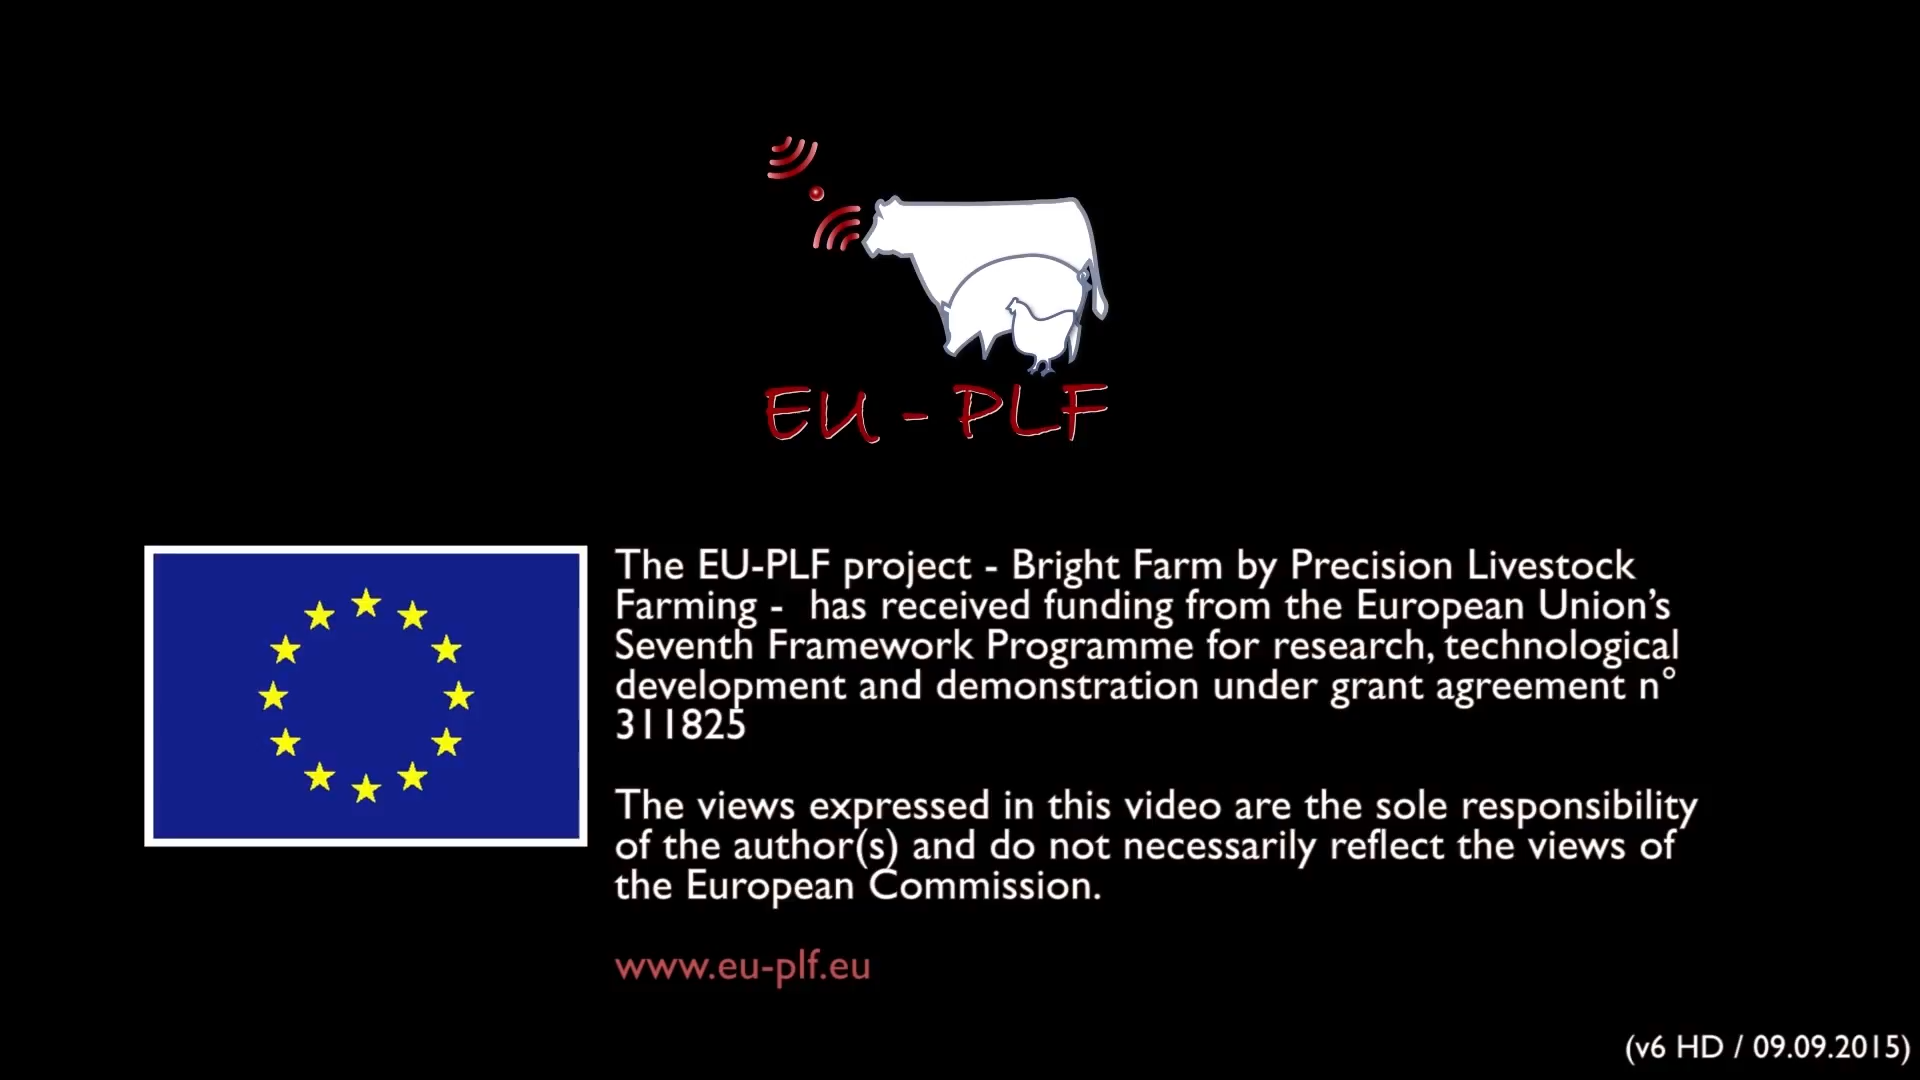 EU - PLF
The EU-PLF project - Bright Farm by Precision Livestock
Farming -  has received funding from the European Union’s
Seventh Framework Programme for research, technological
development and demonstration under grant agreement n°
311825
The views expressed in this video are the sole responsibility
of the author(s) and do not necessarily reflect the views of
the European Commission.
www.eu-plf.eu
(v6 HD / 09.09.2015)